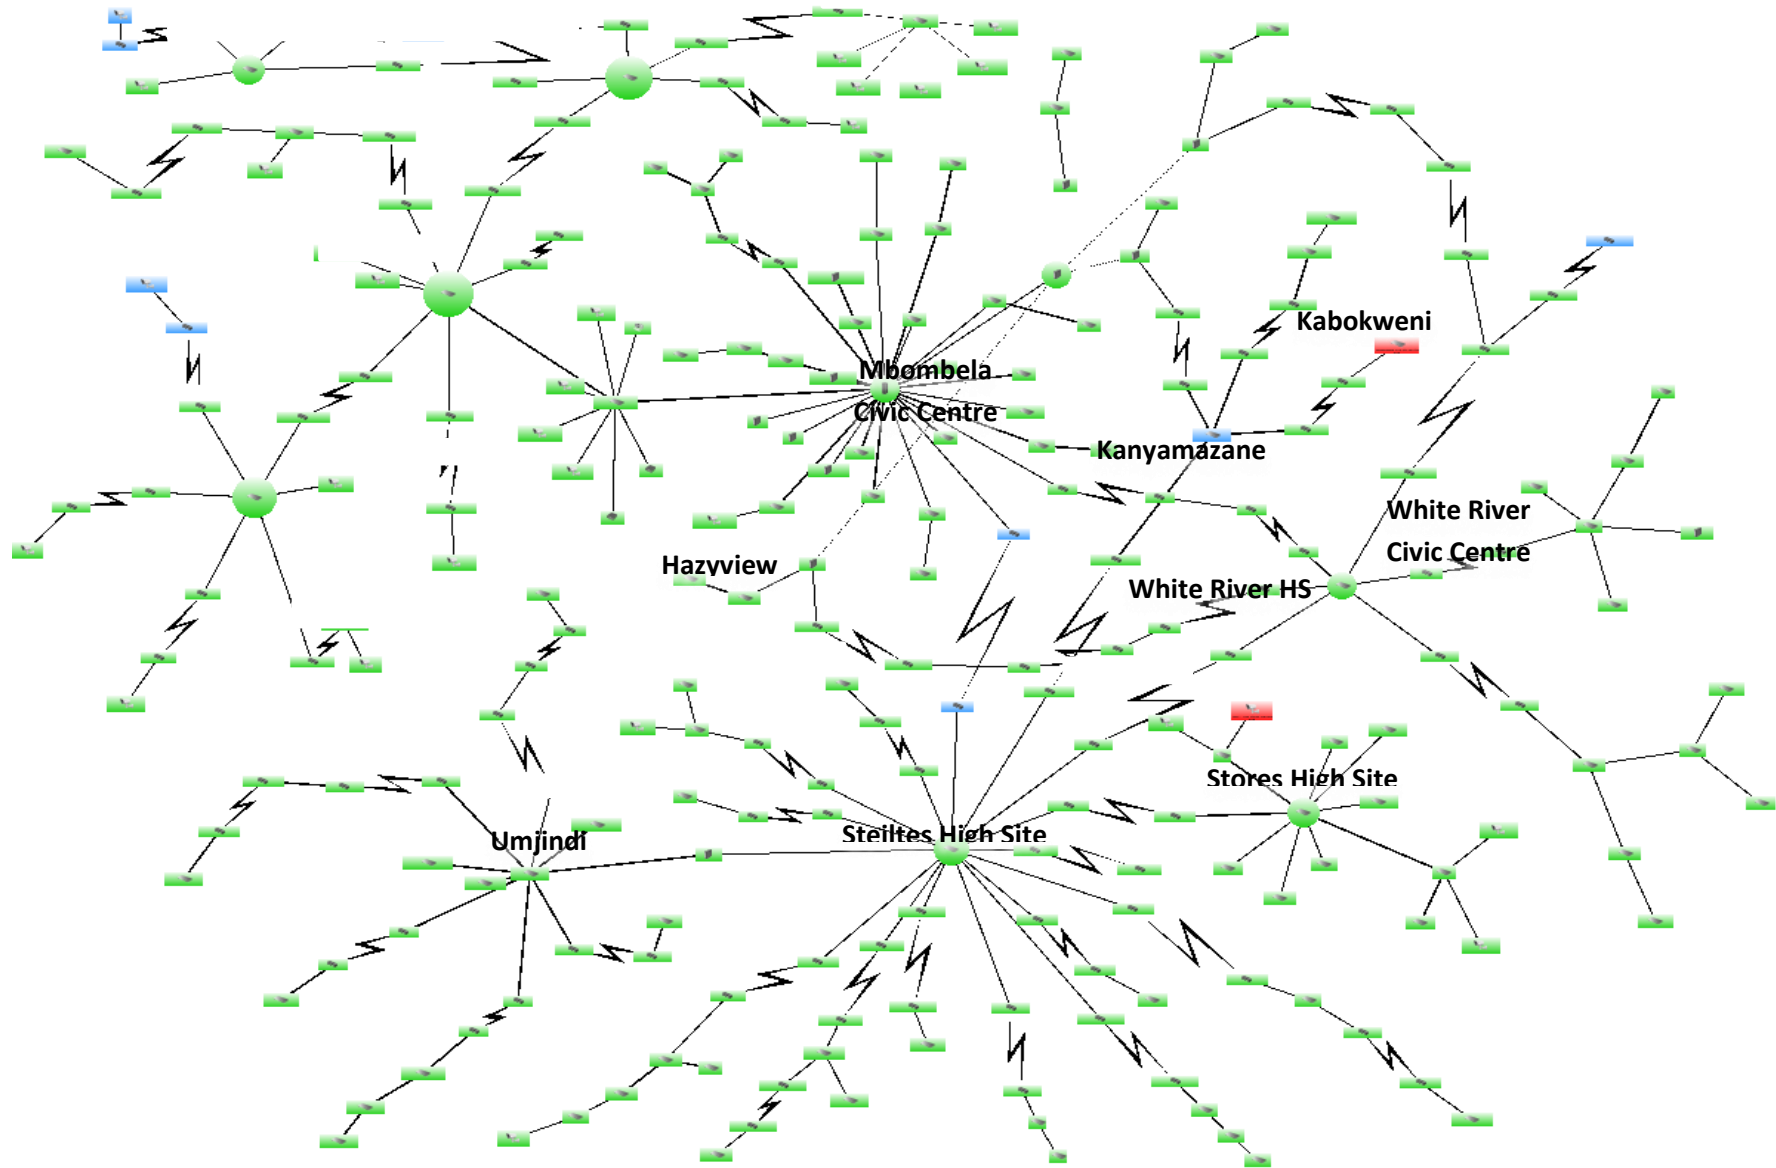 Kabokweni
Mbombela
Civic Centre
Kanyamazane
White River
Civic Centre
Hazyview
White River HS
Stores High Site
Steiltes High Site
Umjindi